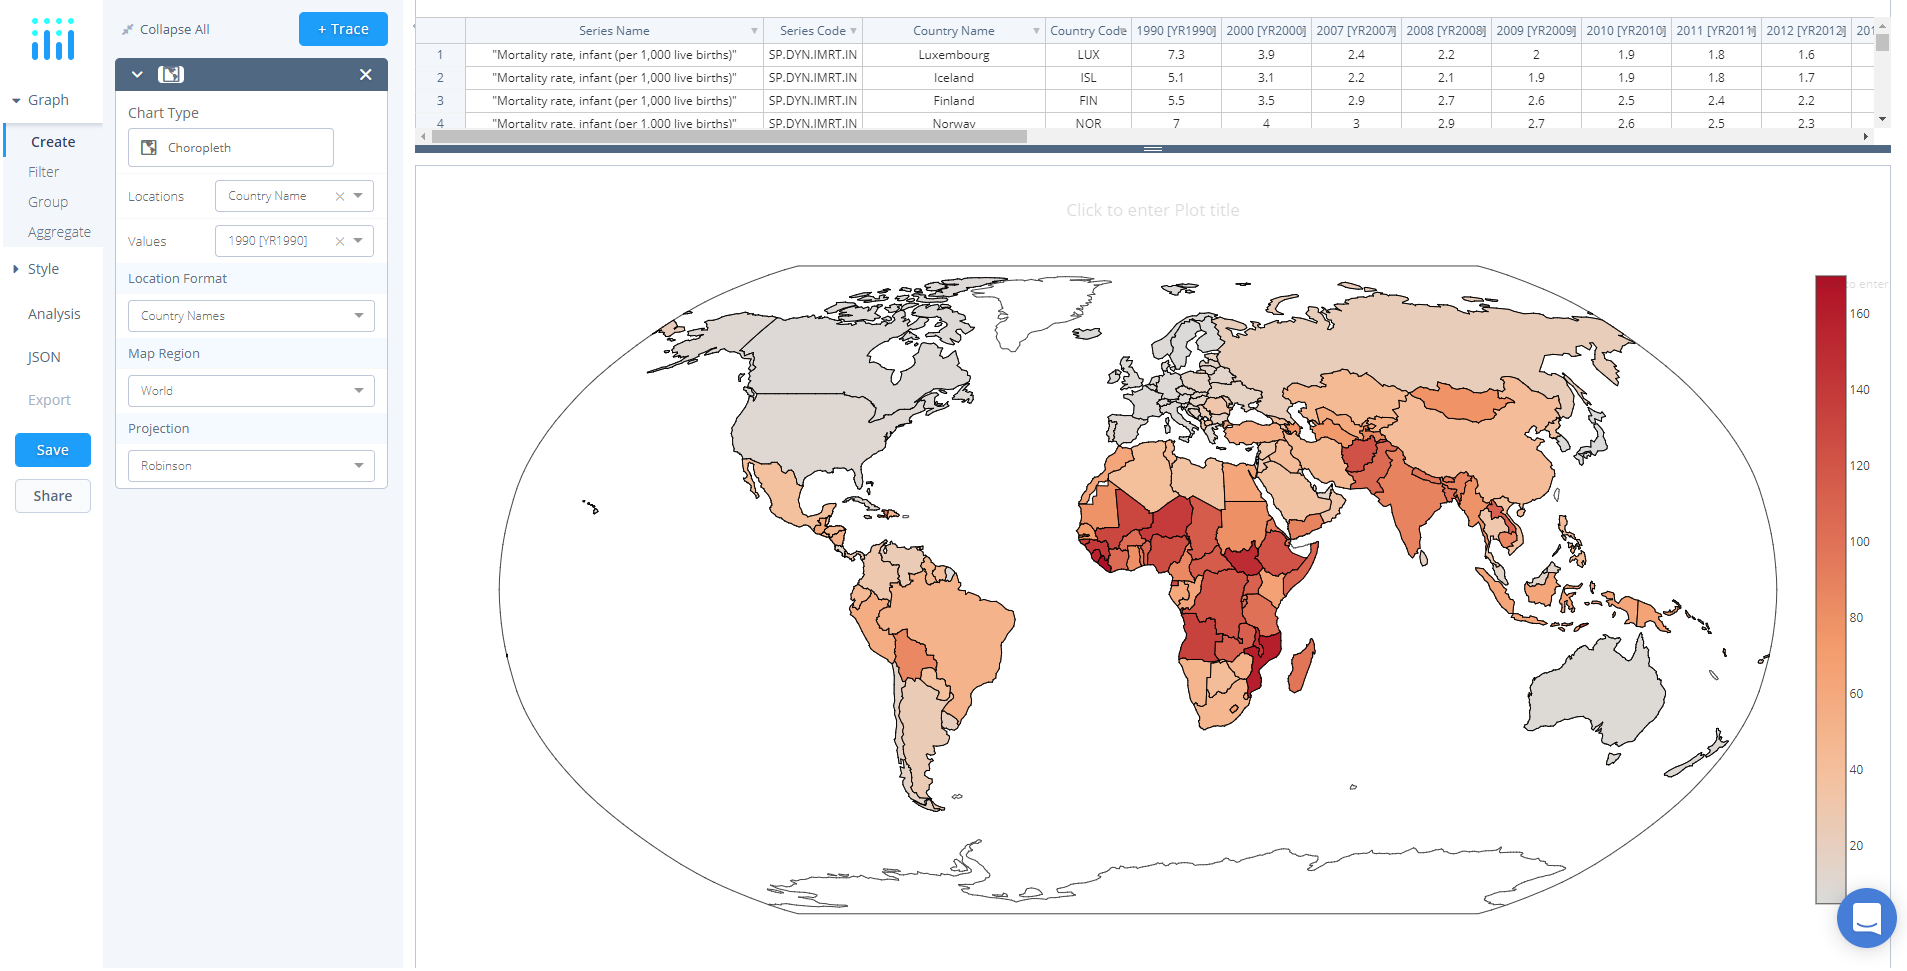 Collapse All
+ Trace
Graph
Create
Filter
Group
Aggregate
Style
Analysis
JSON
Export
Save
Share
Chart Type
Choropleth
Locations
Country Name
Values
1990 [YR1990]
Location Format
Country Names
Map Region
World
Projection
Robinson
Series Name Series Code Country Name Country Code 1990 [YR1990] 2000 [YR2000] 2007 [YR2007] 2008 [YR2008] 2009 [YR2009] 2010 [YR2010] 2011 [YR2011] 2012 [YR2012] 201
1 "Mortality rate, infant (per 1,000 live births)" SP.DYN.IMRT.IN Luxembourg LUX 7.3 3.9 2.4 2.2 2 1.9 1.8 1.6
2 "Mortality rate, infant (per 1,000 live births)" SP.DYN.IMRT.IN Iceland ISL 5.1 3.1 2.2 2.1 1.9 1.9 1.8 1.7
3 "Mortality rate, infant (per 1,000 live births)" SP.DYN.IMRT.IN Finland FIN 5.5 3.5 2.9 2.7 2.6 2.5 2.4 2.2
4 "Mortality rate, infant (per 1,000 live births)" SP.DYN.IMRT.IN Norway NOR 7 4 3 2.9 2.7 2.6 2.5 2.3
Click to enter Plot title
to enter
160
140
120
100
80
60
40
20